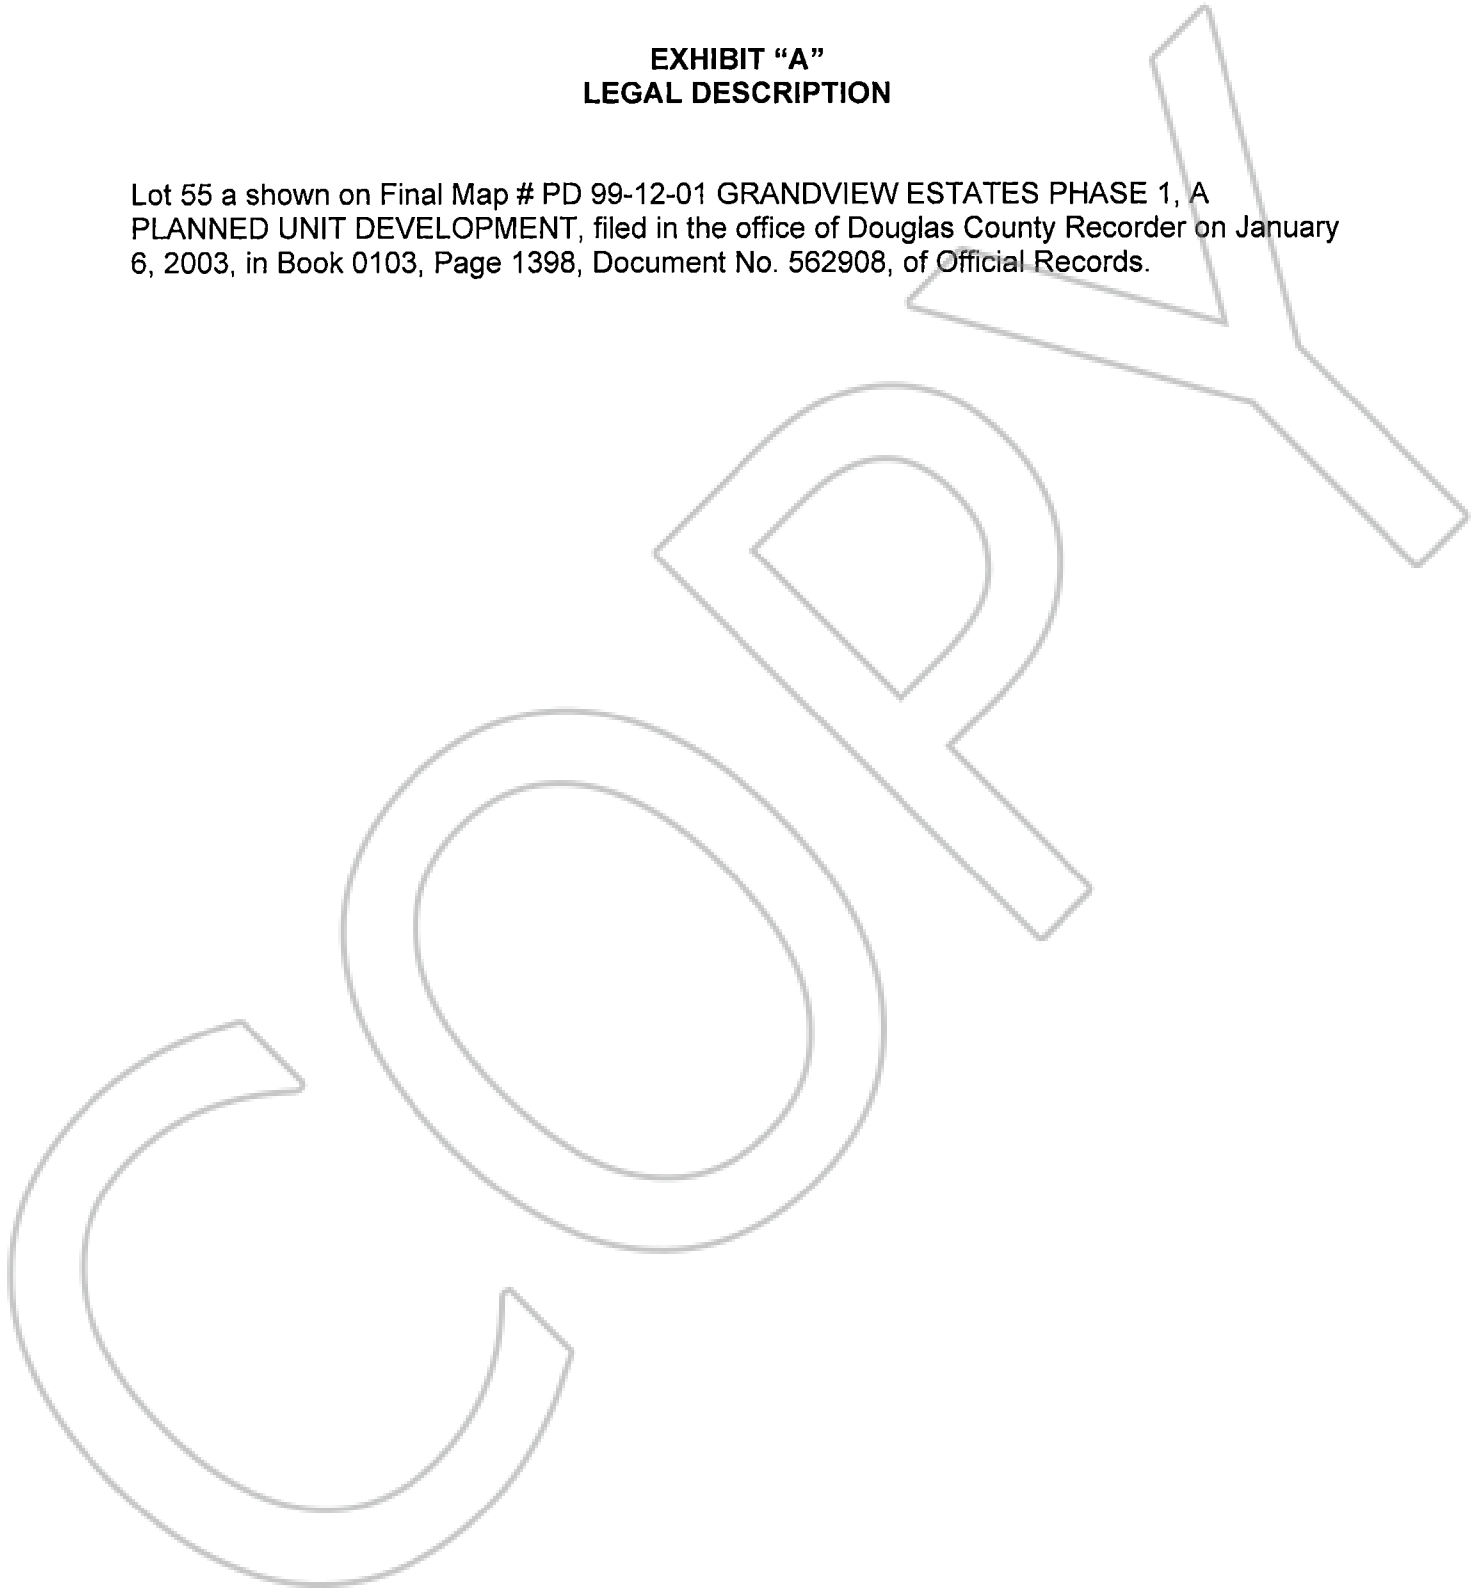 EXHIBIT “A”
LEGAL DESCRIPTION
Lot 55 a shown on Final Map # PD 99-12-01 GRANDVIEW ESTATES PHASE 1, A
PLANNED UNIT DEVELOPMENT, filed in the office of Douglas County Recorder on January
6, 2003, in Book 0103, Page 1398, Document No. 562908, of Official Records.
COPY